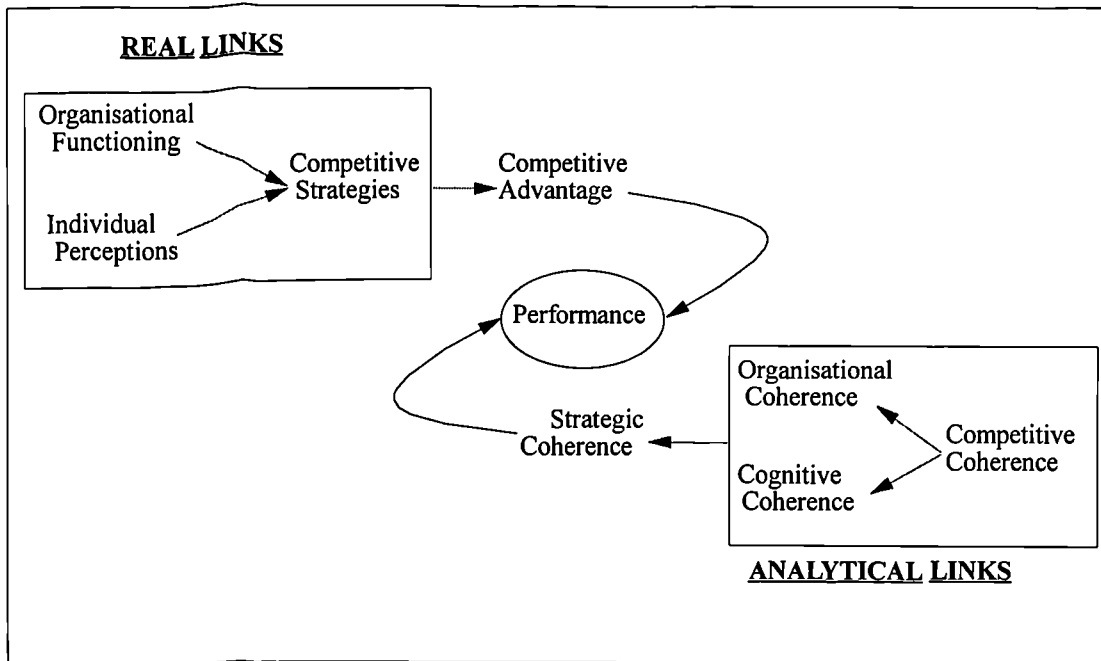 REAL LINKS
Organisational
Functioning
Competitive
Strategies
Individual
Perceptions
Competitive
Advantage
Performance
Strategic
Coherence
Organisational
Coherence
Competitive
Coherence
Cognitive
Coherence
ANALYTICAL LINKS